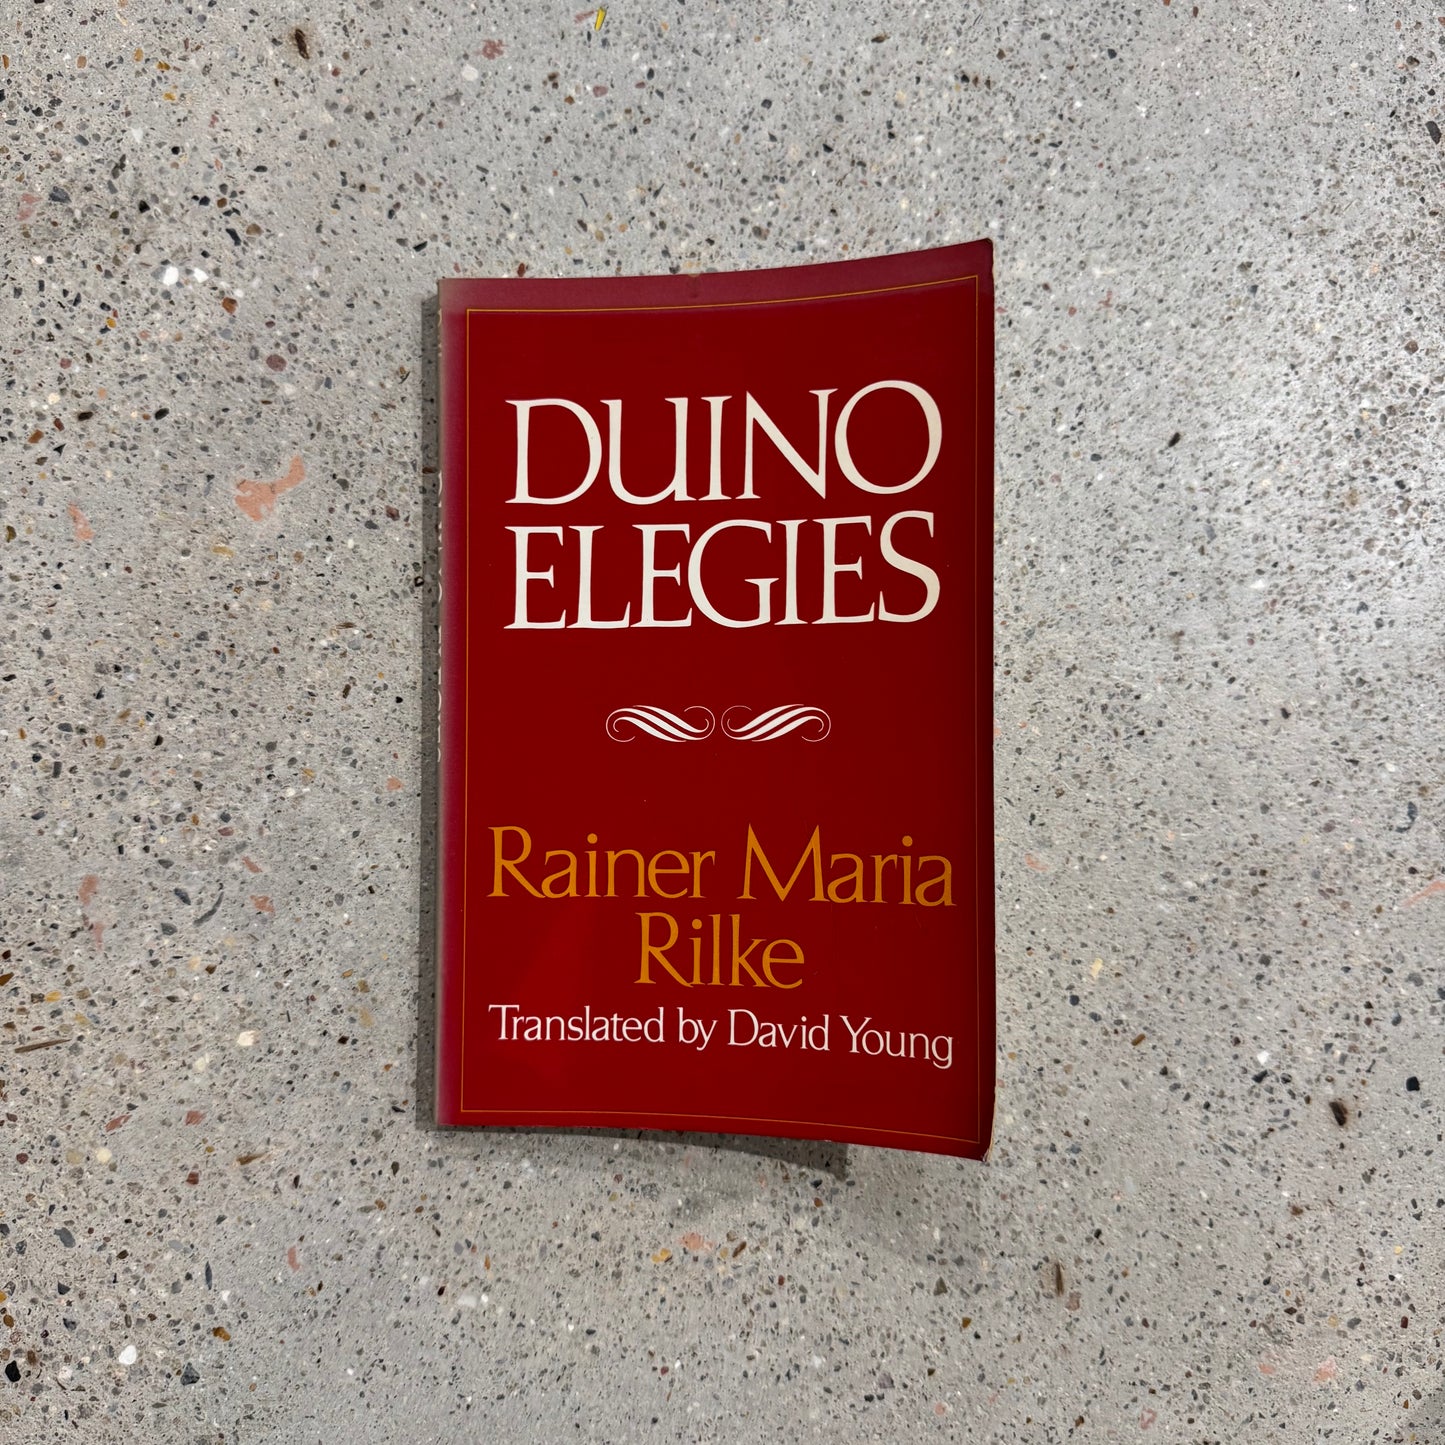 DUINO
ELEGIES
Rainer Maria
Rilke
Translated by David Young